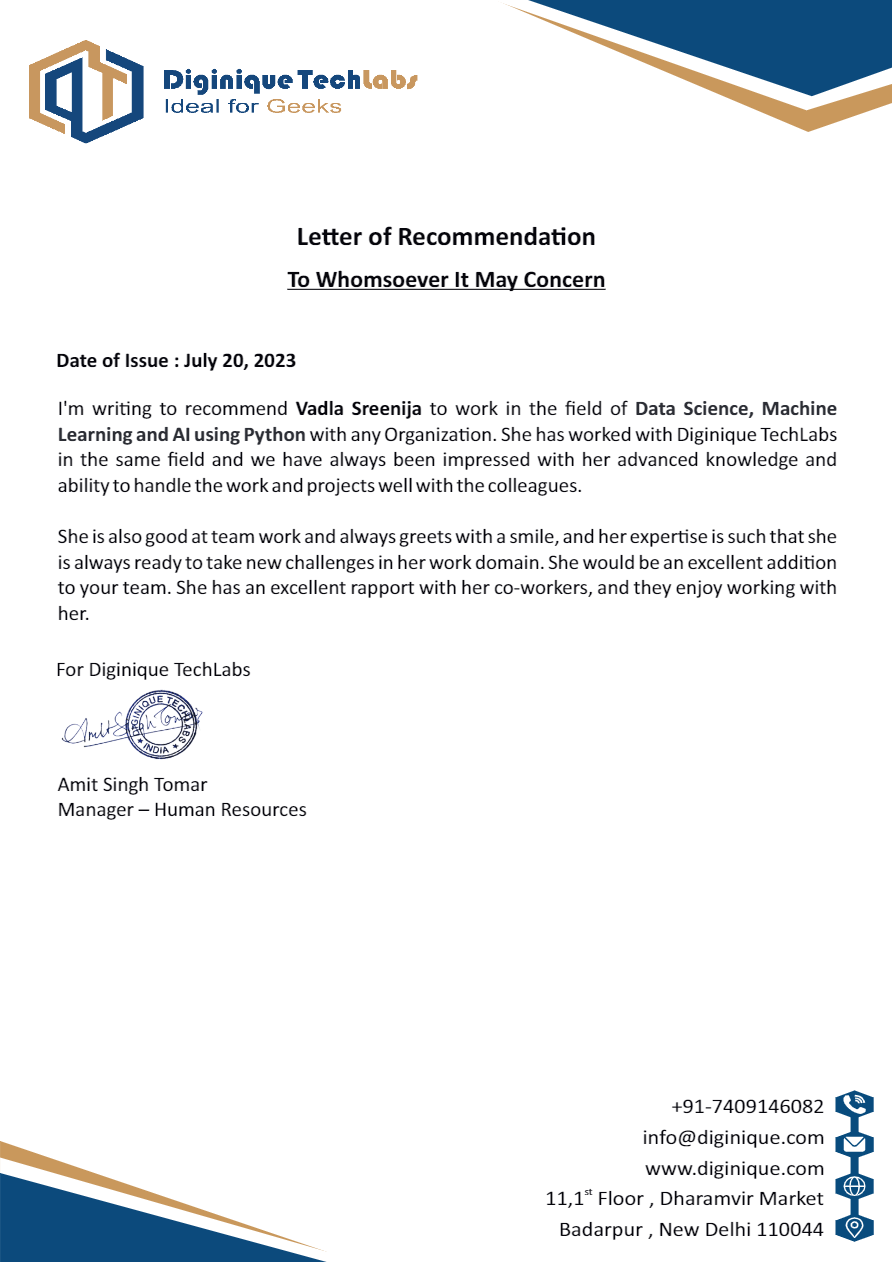 Diginique TechLabs
Ideal for Geeks
Letter of Recommendation
To Whomsoever It May Concern
Date of Issue : July 20, 2023
I'm writing to recommend Vadla Sreenija to work in the field of Data Science, Machine
Learning and AI using Python with any Organization. She has worked with Diginique TechLabs
in the same field and we have always been impressed with her advanced knowledge and
ability to handle the work and projects well with the colleagues.
She is also good at team work and always greets with a smile, and her expertise is such that she
is always ready to take new challenges in her work domain. She would be an excellent addition
to your team. She has an excellent rapport with her co-workers, and they enjoy working with
her.
For Diginique TechLabs
Amit Singh Tomar
DIGINIQUE TECHLABS
★ INDIA ★
Amit Singh Tomar
Manager – Human Resources
+91-7409146082
info@diginique.com
www.diginique.com
11,1st Floor , Dharamvir Market
Badarpur , New Delhi 110044